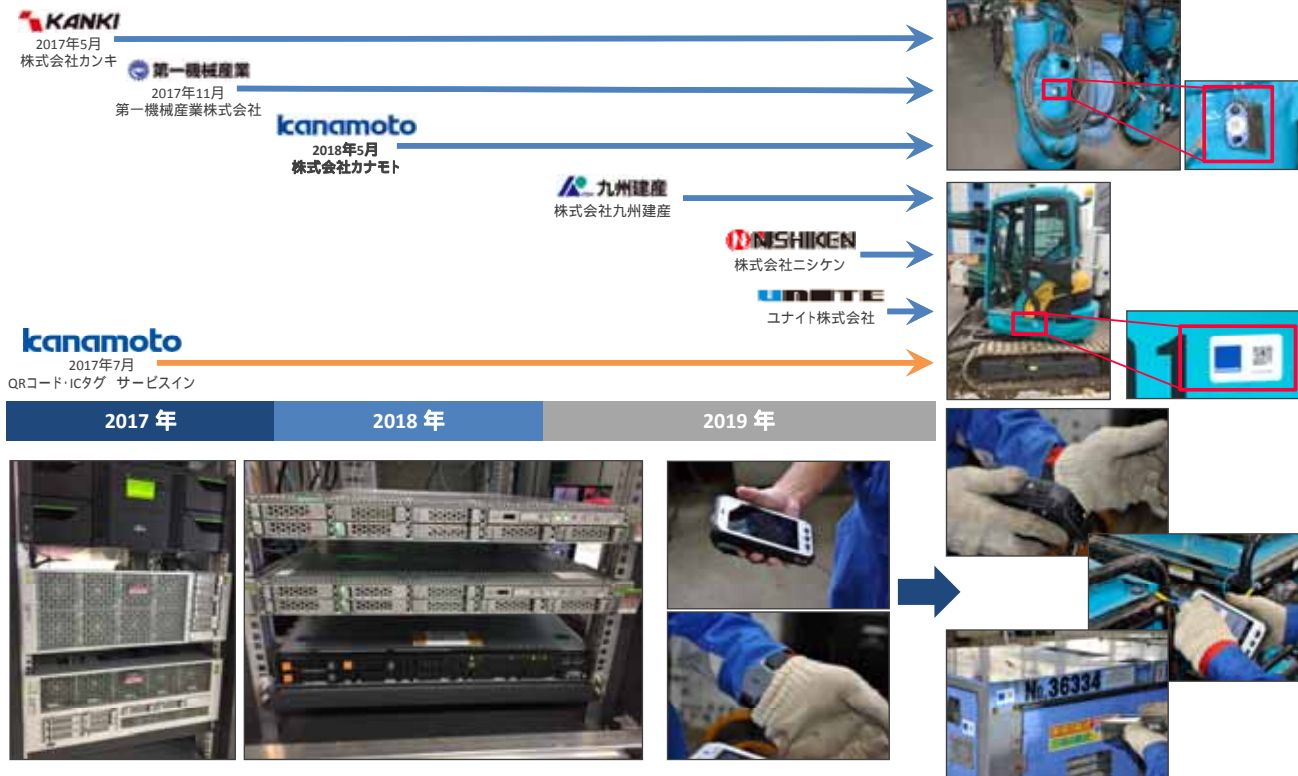 KANKI
2017年5月
株式会社カンキ
第一機械産業
2017年11月
第一機械産業株式会社
kanamoto
2018年5月
株式会社カナモト
九州建産
株式会社九州建産
NISHIKEN
株式会社ニシケン
UNITE
ユナイト株式会社
kanamoto
2017年7月
QRコード・ICタグ サービスイン
2017 年
2018 年
2019 年
No.36334